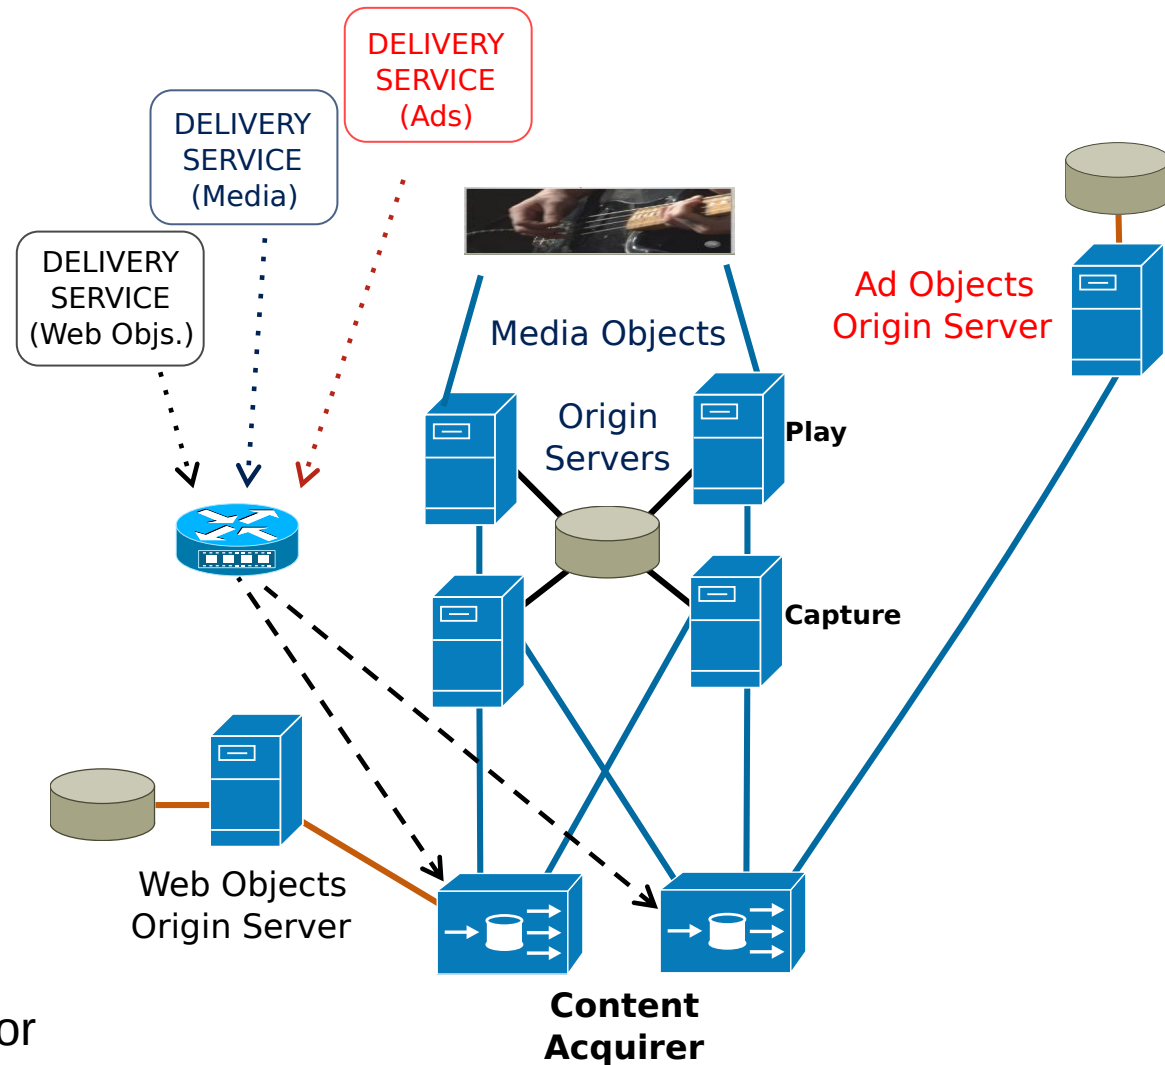 DELIVERY
SERVICE
(Ads)
DELIVERY
SERVICE
(Media)
DELIVERY
SERVICE
(Web Objs.)
Media Objects
Ad Objects
Origin Server
Origin
Servers
Play
Capture
Web Objects
Origin Server
Content
Acquirer
or